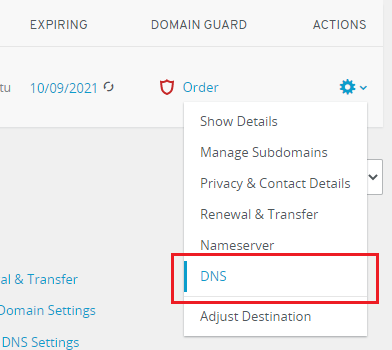 EXPIRING DOMAIN GUARD ACTIONS
tu 10/09/2021 Order
Show Details
Manage Subdomains
Privacy & Contact Details
Renewal & Transfer
Nameserver
DNS
Adjust Destination
al & Transfer
Domain Settings
DNS Settings